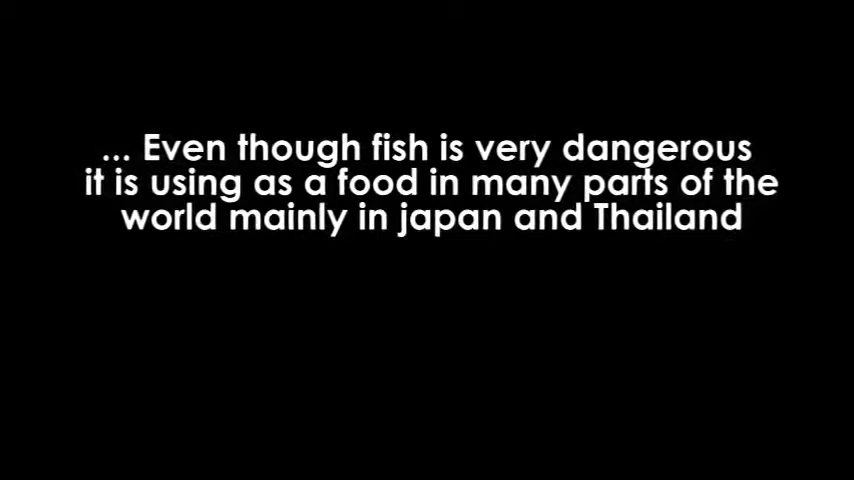 ... Even though fish is very dangerous
it is using as a food in many parts of the
world mainly in japan and Thailand